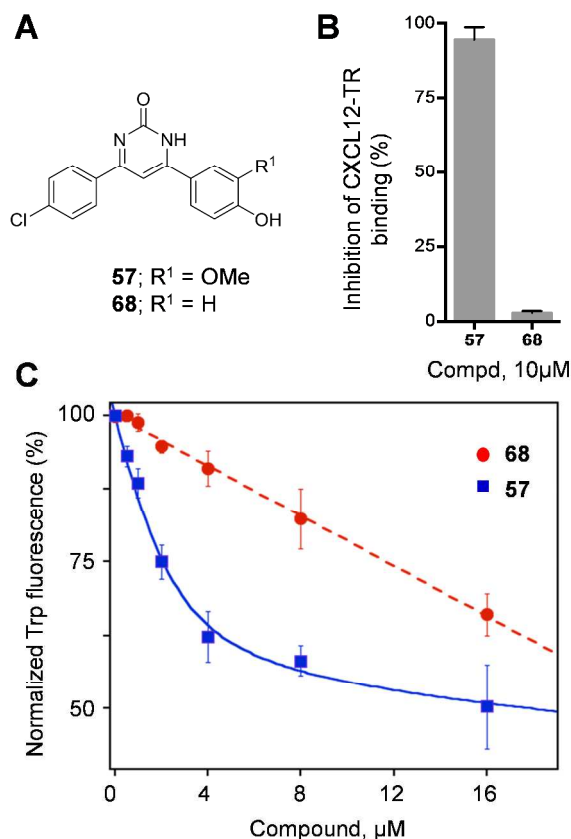 A
O
N
NH
R¹
Cl
OH
57; R¹ = OMe
68; R¹ = H
B
Inhibition of CXCL12-TR
binding (%)
100
75
50
25
0
57 68
Compd, 10µM
C
Normalized Trp fluorescence (%)
100
75
50
68
57
0 4 8 12 16
Compound, µM